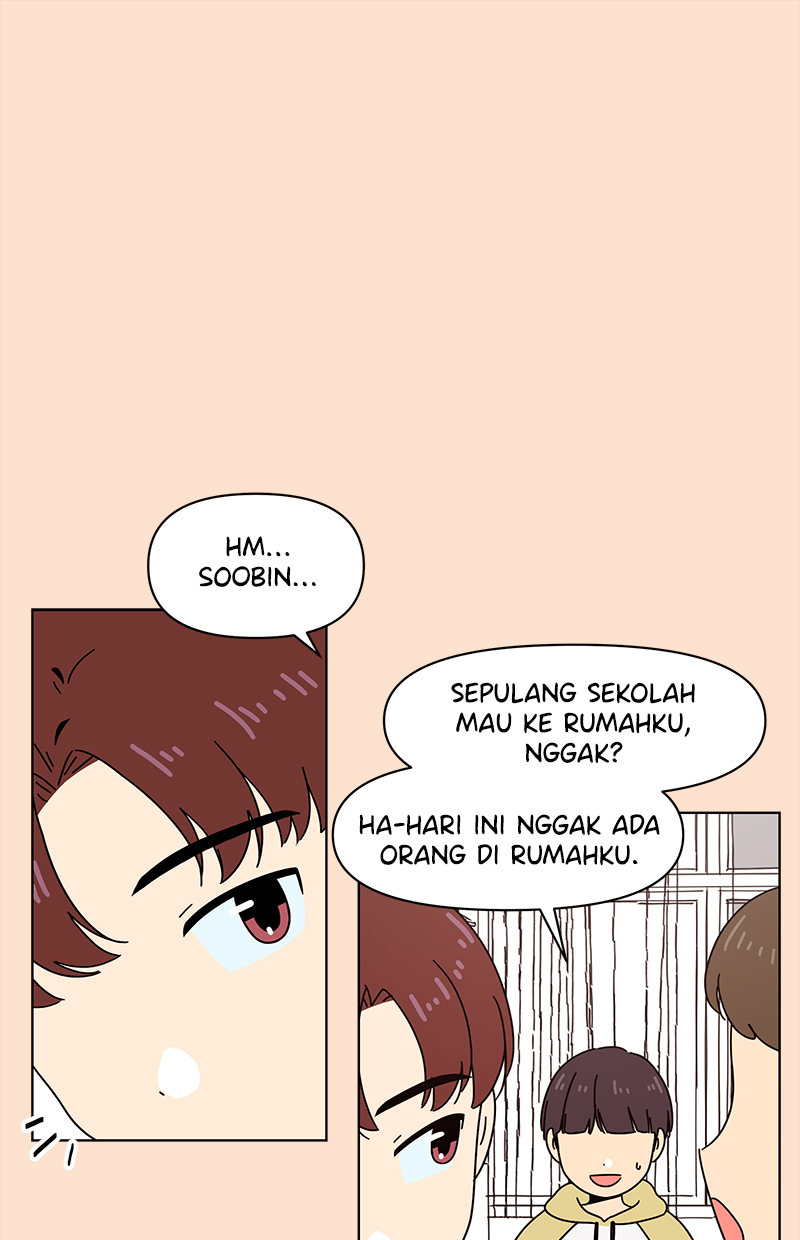 HM...
SOOBIN...
SEPULANG SEKOLAH
MAU KE RUMAHKU,
NGGAK?
HA-HARI INI NGGAK ADA
ORANG DI RUMAHKU.